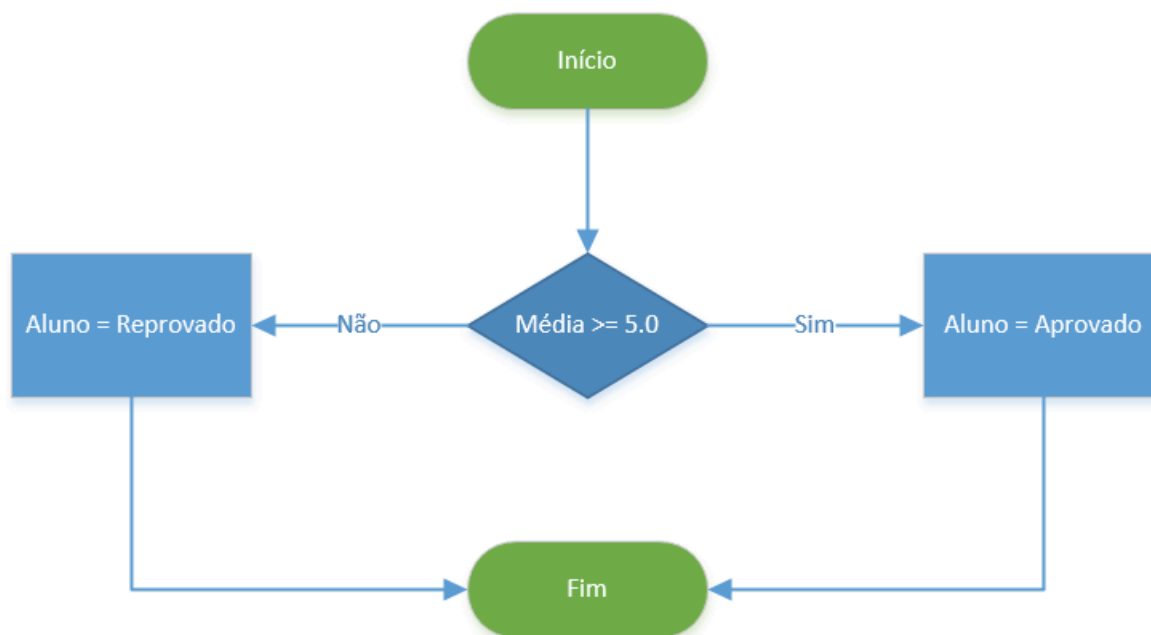 Início
Aluno = Reprovado
Não
Média >= 5.0
Sim
Aluno = Aprovado
Fim